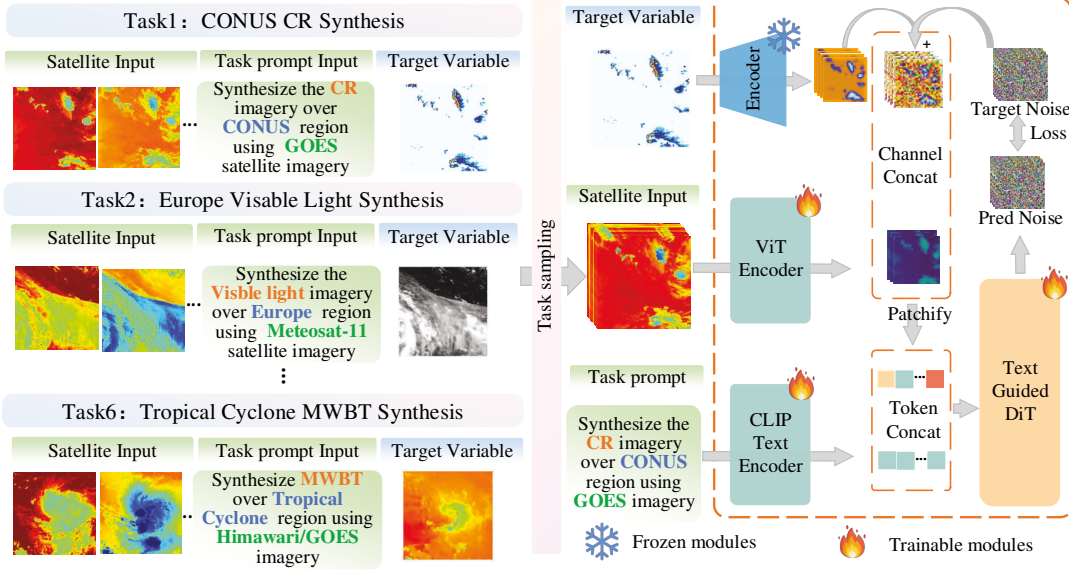 Task1：CONUS CR Synthesis
Satellite Input
Task prompt Input
Target Variable
Synthesize the CR
imagery over
CONUS region
using GOES
satellite imagery
...
Task2：Europe Visable Light Synthesis
Satellite Input
Task prompt Input
Target Variable
Synthesize the
Visble light imagery
over Europe region
using Meteosat-11
satellite imagery
...
...
Task6：Tropical Cyclone MWBT Synthesis
Satellite Input
Task prompt Input
Target Variable
Synthesize MWBT
over Tropical
Cyclone region using
Himawari/GOES
imagery
...
Task sampling
Target Variable
Encoder
+
Channel
Concat
Target Noise
Loss
Pred Noise
Satellite Input
ViT
Encoder
Patchify
Task prompt
Synthesize the
CR imagery
over CONUS
region using
GOES imagery
CLIP
Text
Encoder
...
Token
Concat
...
Text
Guided
DiT
Frozen modules
Trainable modules